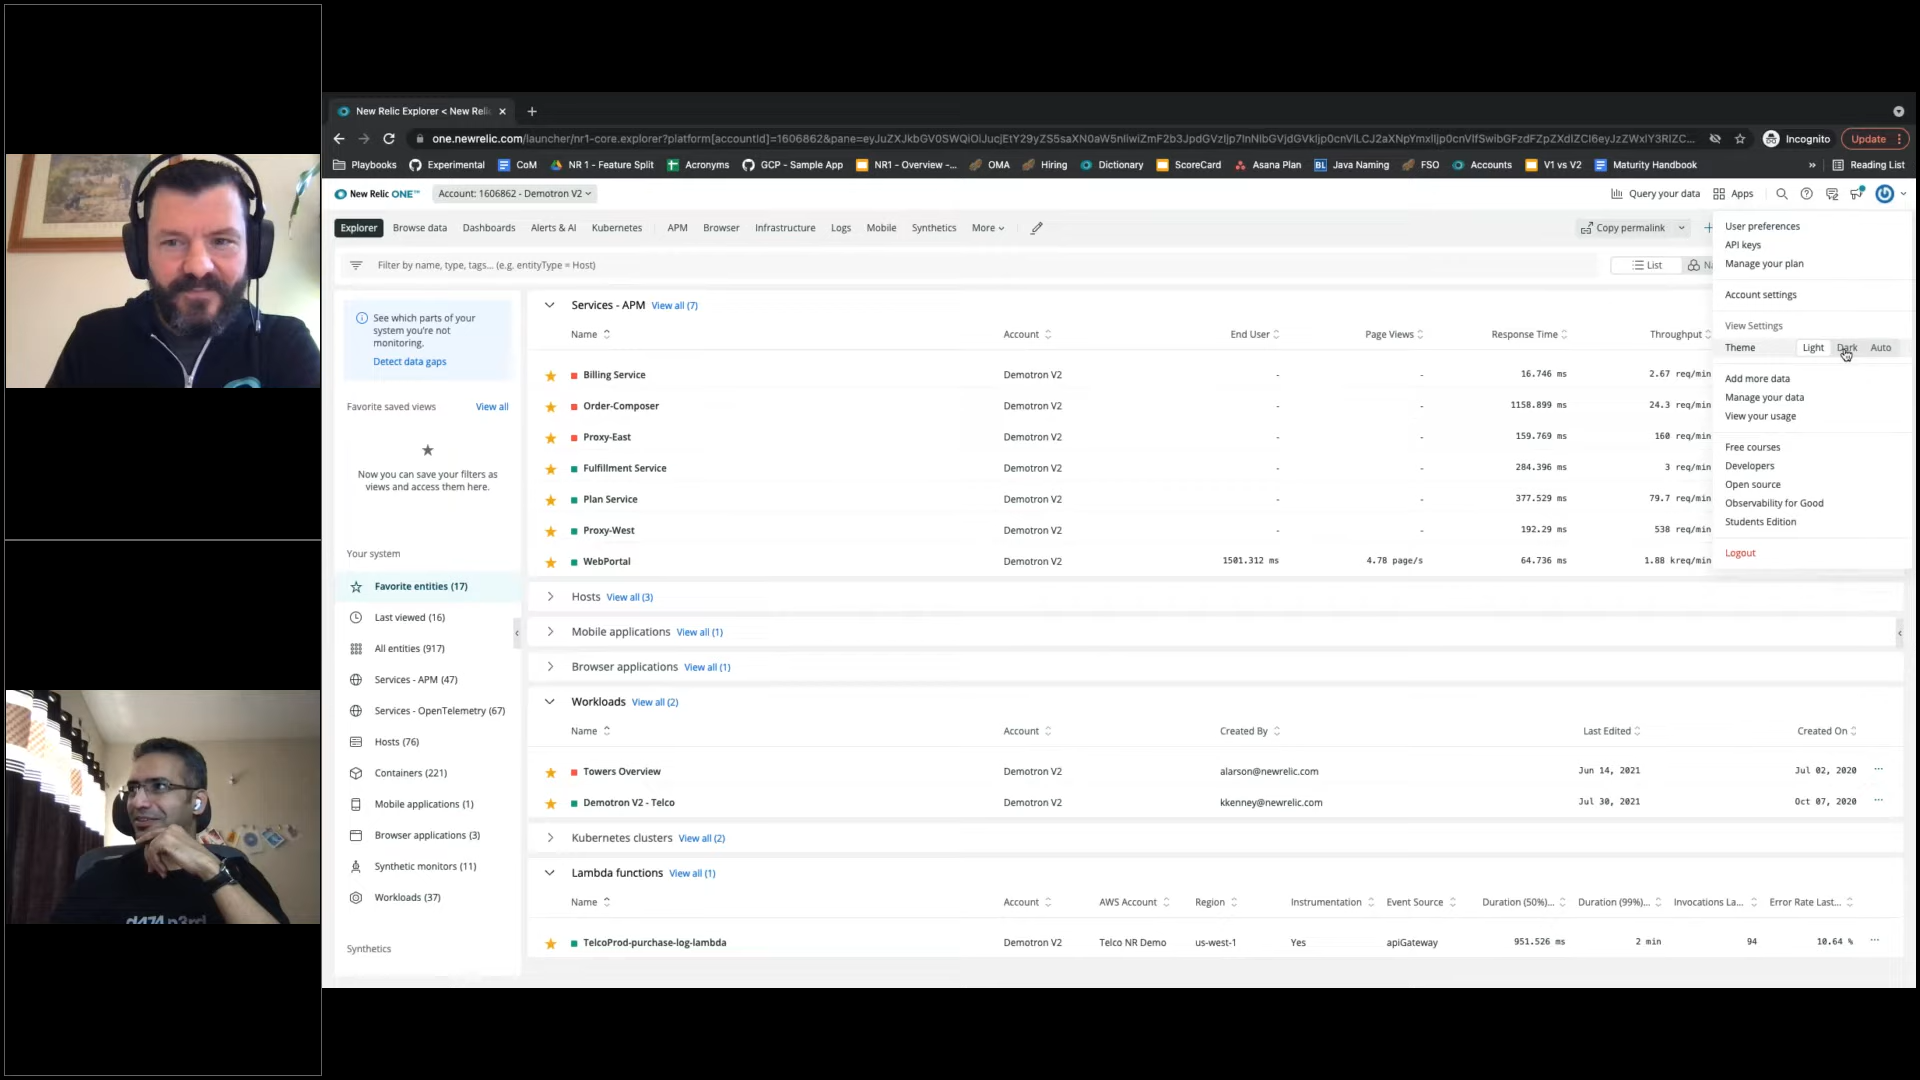 New Relic Explorer < New Reli
one.newrelic.com
Incognito
Update
Playbooks
Experimental
CoM
NR 1 - Feature Split
Acronyms
GCP - Sample App
NR1 - Overview -...
OMA
Hiring
Dictionary
ScoreCard
Asana Plan
Java Naming
FSO
Accounts
V1 vs V2
Maturity Handbook
»
Reading List
New Relic ONE™
Account: 1606862 - Demotron V2
Query your data
Apps
Explorer
Browse data
Dashboards
Alerts & AI
Kubernetes
APM
Browser
Infrastructure
Logs
Mobile
Synthetics
More
Copy permalink
Filter by name, type, tags... (e.g. entityType = Host)
List
User preferences
API keys
Manage your plan
Account settings
View Settings
Theme Light Dark Auto
Add more data
Manage your data
View your usage
Free courses
Developers
Open source
Observability for Good
Students Edition
Logout
See which parts of your
system you're not
monitoring.
Detect data gaps
Favorite saved views View all
Now you can save your filters as
views and access them here.
Your system
Favorite entities (17)
Last viewed (16)
All entities (917)
Services - APM (47)
Services - OpenTelemetry (67)
Hosts (76)
Containers (221)
Mobile applications (1)
Browser applications (3)
Synthetic monitors (11)
Workloads (37)
Synthetics
Services - APM View all (7)
Name Account End User Page Views Response Time Throughput
Billing Service Demotron V2 - - 16.746 ms 2.67 req/min
Order-Composer Demotron V2 - - 1158.899 ms 24.3 req/min
Proxy-East Demotron V2 - - 159.769 ms 160 req/min
Fulfillment Service Demotron V2 - - 284.396 ms 3 req/min
Plan Service Demotron V2 - - 377.529 ms 79.7 req/min
Proxy-West Demotron V2 - - 192.29 ms 538 req/min
WebPortal Demotron V2 1501.312 ms 4.78 page/s 64.736 ms 1.88 kreq/min
Hosts View all (3)
Mobile applications View all (1)
Browser applications View all (1)
Workloads View all (2)
Name Account Created By Last Edited Created On
Towers Overview Demotron V2 alarson@newrelic.com Jun 14, 2021 Jul 02, 2020 ...
Demotron V2 - Telco Demotron V2 kkenney@newrelic.com Jul 30, 2021 Oct 07, 2020 ...
Kubernetes clusters View all (2)
Lambda functions View all (1)
Name Account AWS Account Region Instrumentation Event Source Duration (50%)... Duration (99%)... Invocations La... Error Rate Last...
TelcoProd-purchase-log-lambda Demotron V2 Telco NR Demo us-west-1 Yes apiGateway 951.526 ms 2 min 94 10.64 % ...